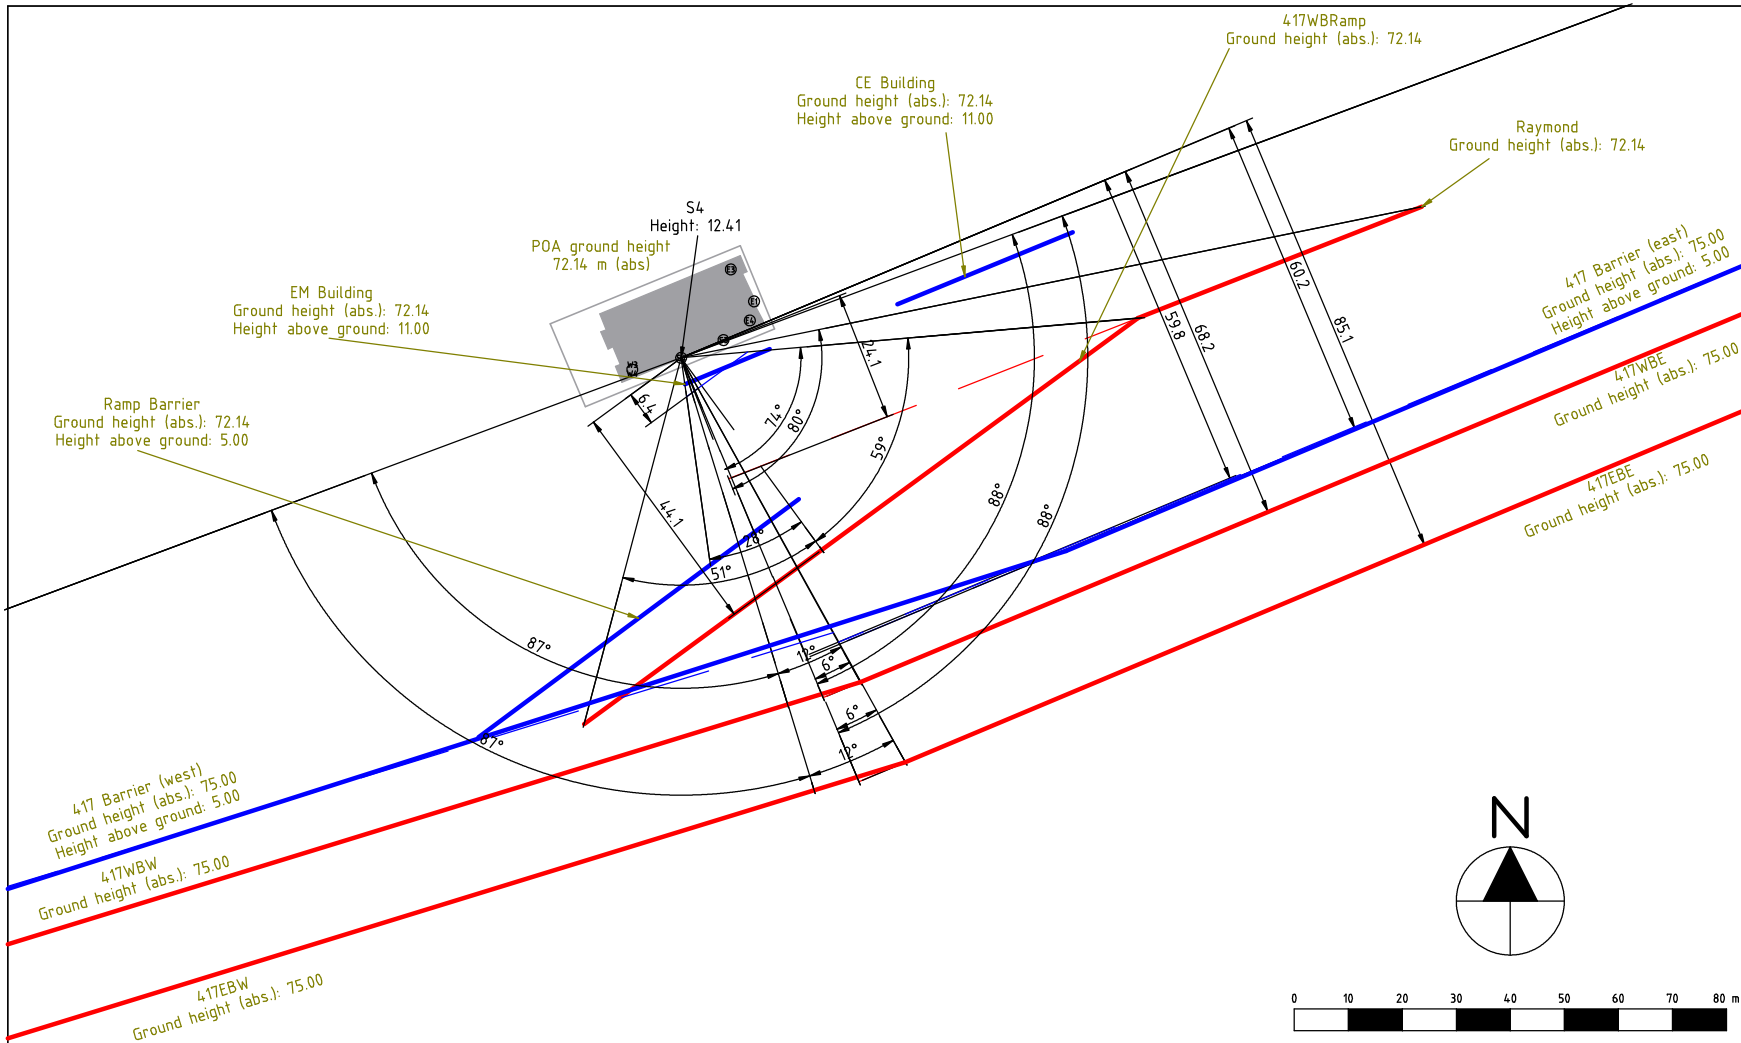 417WBRamp
Ground height (abs.): 72.14
CE Building
Ground height (abs.): 72.14
Height above ground: 11.00
Raymond
Ground height (abs.): 72.14
S4
Height: 12.41
POA ground height
72.14 m (abs)
EM Building
Ground height (abs.): 72.14
Height above ground: 11.00
417 Barrier (east)
Ground height (abs.): 75.00
Height above ground: 5.00
E3
E1
E4
60.2
59.8
68.2
85.1
24.1
6.4
74°
80°
59°
417WBE
Ground height (abs.): 75.00
Ramp Barrier
Ground height (abs.): 72.14
Height above ground: 5.00
417EBE
Ground height (abs.): 75.00
44.1
28°
51°
88°
88°
87°
12°
6°
6°
12°
87°
417 Barrier (west)
Ground height (abs.): 75.00
Height above ground: 5.00
417WBW
Ground height (abs.): 75.00
417EBW
Ground height (abs.): 75.00
N
0 10 20 30 40 50 60 70 80 m